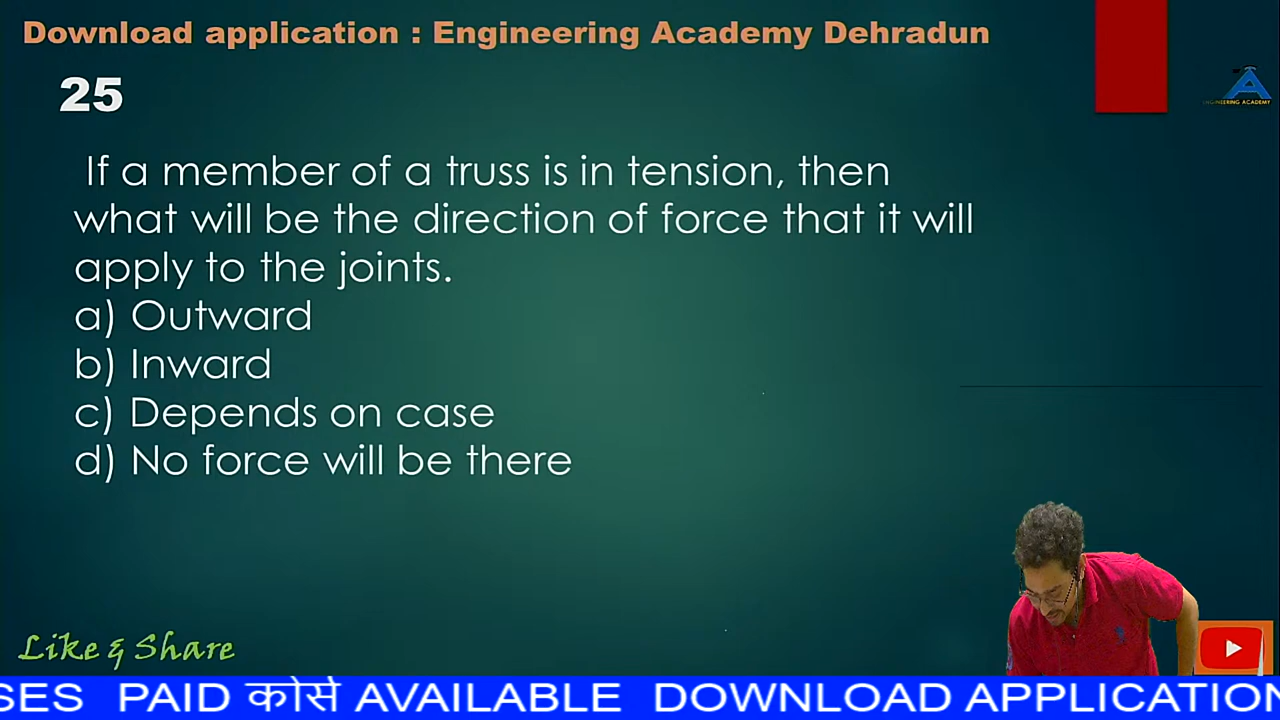 Download application : Engineering Academy Dehradun
25
ENGINEERING ACADEMY
If a member of a truss is in tension, then
what will be the direction of force that it will
apply to the joints.
a) Outward
b) Inward
c) Depends on case
d) No force will be there
Like & Share
SES PAID कोर्स AVAILABLE DOWNLOAD APPLICATION